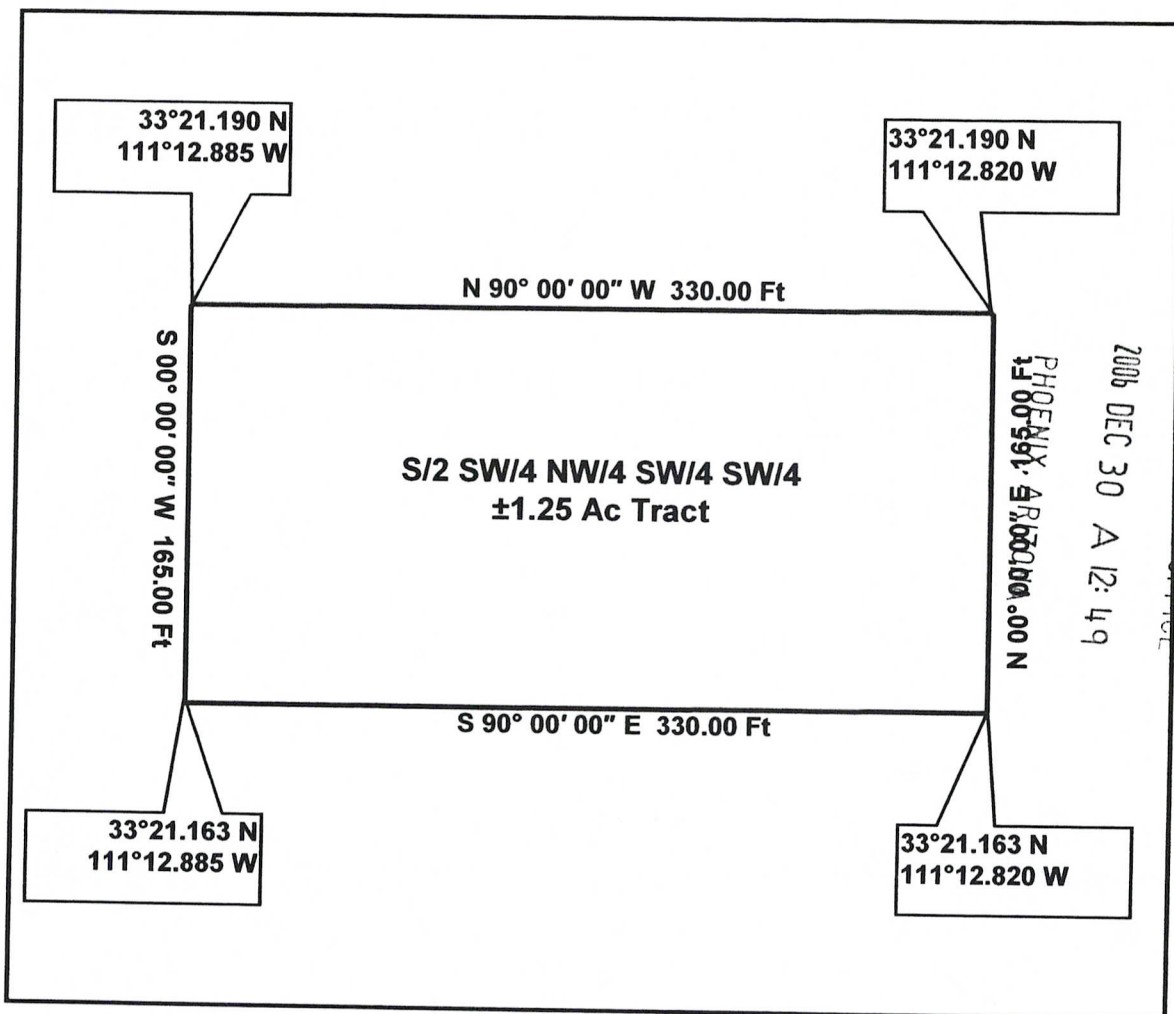 33°21.190 N
111°12.885 W
33°21.190 N
111°12.820 W
N 90° 00' 00" W 330.00 Ft
S 00° 00' 00" W 165.00 Ft
S/2 SW/4 NW/4 SW/4 SW/4
±1.25 Ac Tract
N 00° 00' 00" E 165.00 Ft
PHOENIX, ARIZONA
2006 DEC 30 A 12: 49
S 90° 00' 00" E 330.00 Ft
33°21.163 N
111°12.885 W
33°21.163 N
111°12.820 W